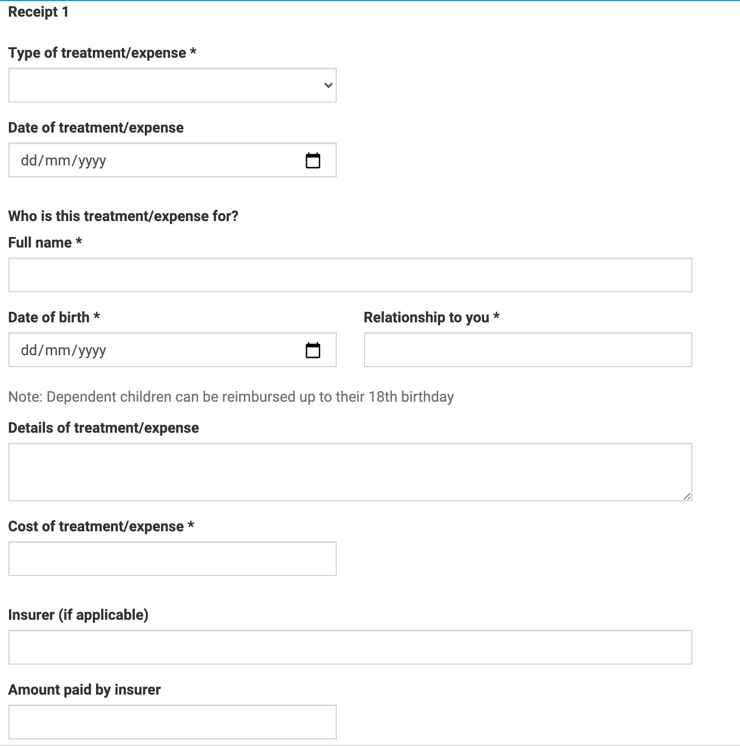 Receipt 1
Type of treatment/expense *
Date of treatment/expense
dd/mm/yyyy
Who is this treatment/expense for?
Full name *
Date of birth *
Relationship to you *
dd/mm/yyyy
Note: Dependent children can be reimbursed up to their 18th birthday
Details of treatment/expense
Cost of treatment/expense *
Insurer (if applicable)
Amount paid by insurer